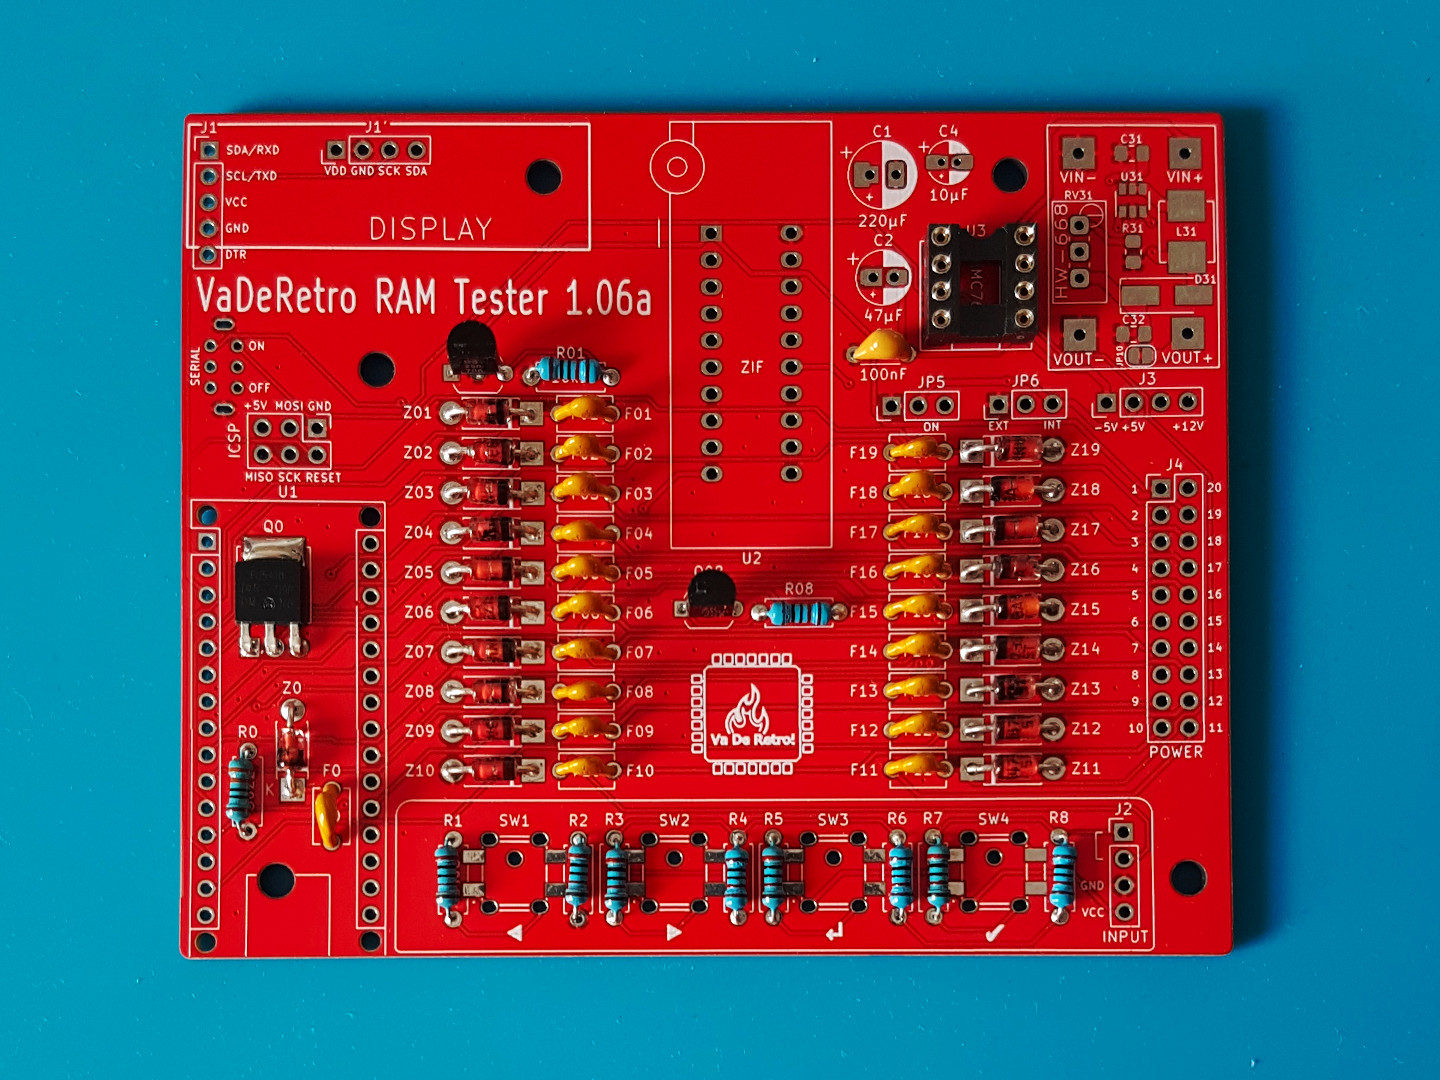 J1
SDA/RXD
SCL/TXD
VCC
GND
DTR
J1'
VDD GND SCK SDA
DISPLAY
VaDeRetro RAM Tester 1.06a
SERIAL
ON
OFF
+5V MOSI GND
ICSP
MISO SCK RESET
U1
Q0
Z0
R0
K
F0
R01
Z01
F01
Z02
F02
Z03
F03
Z04
F04
Z05
F05
Z06
F06
Z07
F07
Z08
F08
Z09
F09
Z10
F10
ZIF
U2
R08
Va De Retro!
C1
220µF
C4
10µF
C2
47µF
100nF
U3
VIN-
C31
VIN+
U31
RV31
HW-668
R31
L31
D31
C32
JP10
VOUT-
VOUT+
JP5
ON
JP6
EXT
INT
J3
-5V +5V
+12V
F19
Z19
F18
Z18
F17
Z17
F16
Z16
F15
Z15
F14
Z14
F13
Z13
F12
Z12
F11
Z11
J4
1
20
2
19
3
18
4
17
5
16
6
15
7
14
8
13
9
12
10
11
POWER
R1
SW1
R2
R3
SW2
R4
R5
SW3
R6
R7
SW4
R8
J2
GND
VCC
INPUT